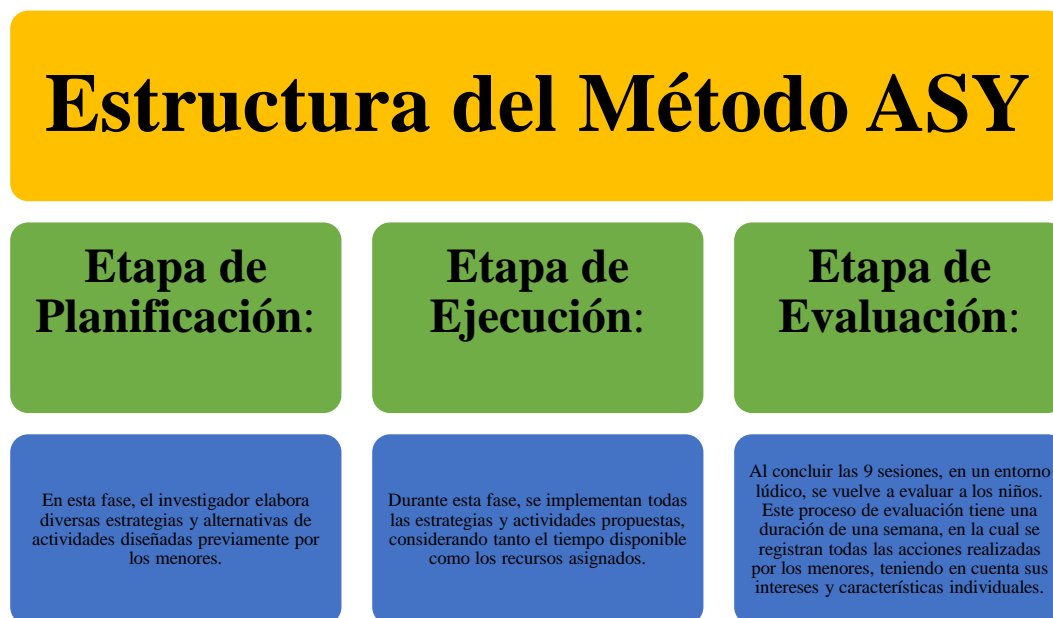 Estructura del Método ASY
Etapa de
Planificación:
En esta fase, el investigador elabora
diversas estrategias y alternativas de
actividades diseñadas previamente por
los menores.
Etapa de
Ejecución:
Durante esta fase, se implementan todas
las estrategias y actividades propuestas,
considerando tanto el tiempo disponible
como los recursos asignados.
Etapa de
Evaluación:
Al concluir las 9 sesiones, en un entorno
lúdico, se vuelve a evaluar a los niños.
Este proceso de evaluación tiene una
duración de una semana, en la cual se
registran todas las acciones realizadas
por los menores, teniendo en cuenta sus
intereses y características individuales.